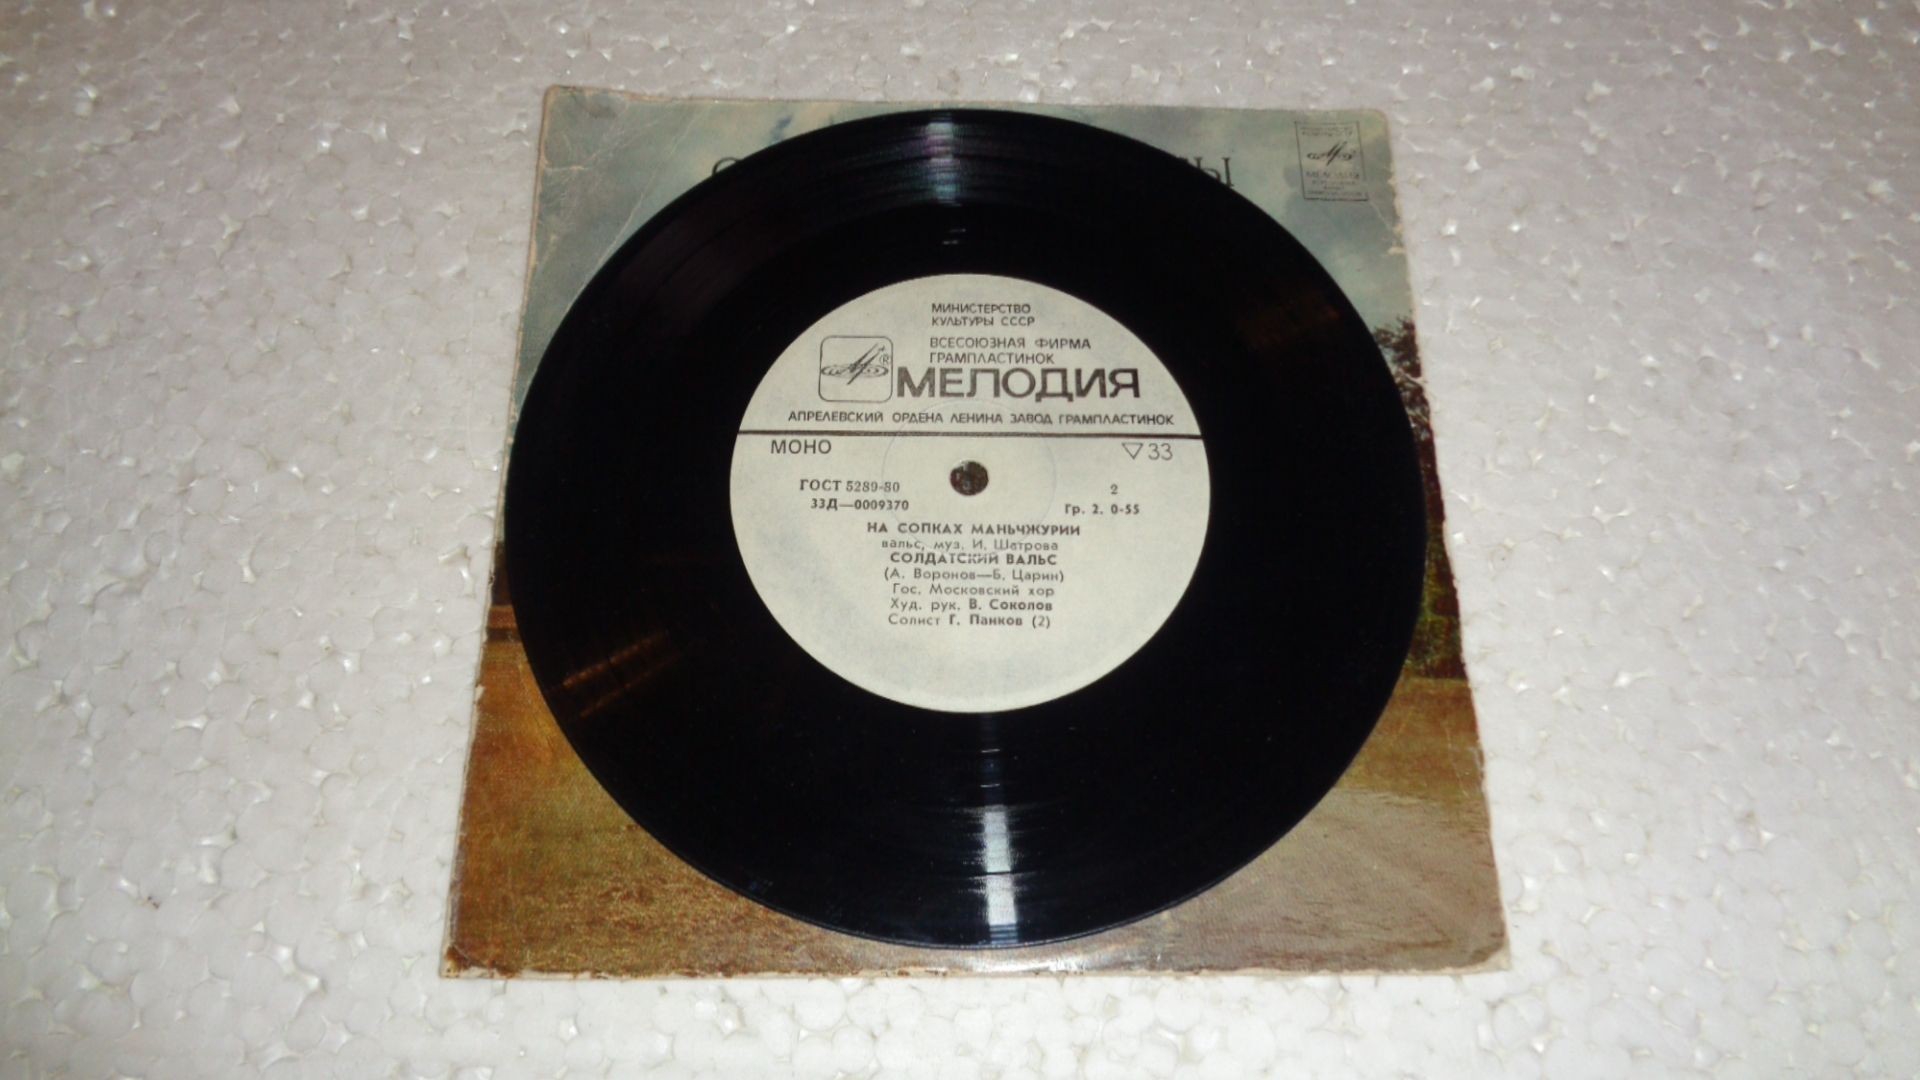 МЕЛОДИЯ
МИНИСТЕРСТВО
КУЛЬТУРЫ СССР
ВСЕСОЮЗНАЯ ФИРМА
ГРАМПЛАСТИНОК
МЕЛОДИЯ
АПРЕЛЕВСКИЙ ОРДЕНА ЛЕНИНА ЗАВОД ГРАМПЛАСТИНОК
МОНО ▽33
ГОСТ 5289-80 2
33Д—0009370 Гр. 2. 0-55
НА СОПКАХ МАНЬЧЖУРИИ
вальс, муз. И. Шатрова
СОЛДАТСКИЙ ВАЛЬС
(А. Воронов—Б. Царин)
Гос. Московский хор
Худ. рук. В. Соколов
Солист Г. Панков (2)